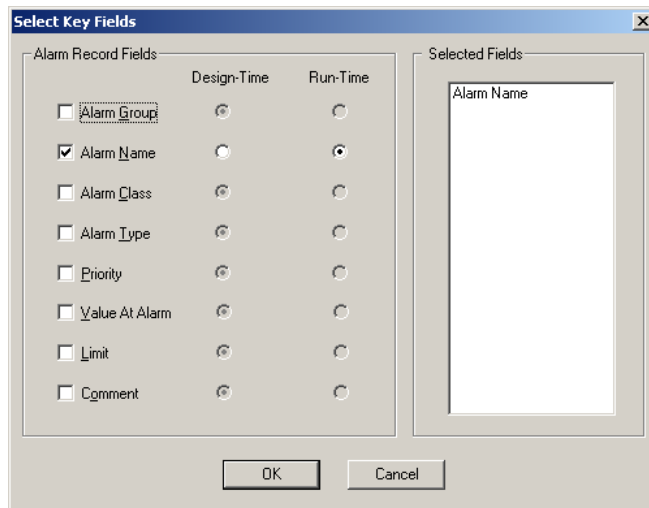 Select Key Fields
Alarm Record Fields
Design-Time Run-Time
Alarm Group
Alarm Name
Alarm Class
Alarm Type
Priority
Value At Alarm
Limit
Comment
Selected Fields
Alarm Name
OK Cancel